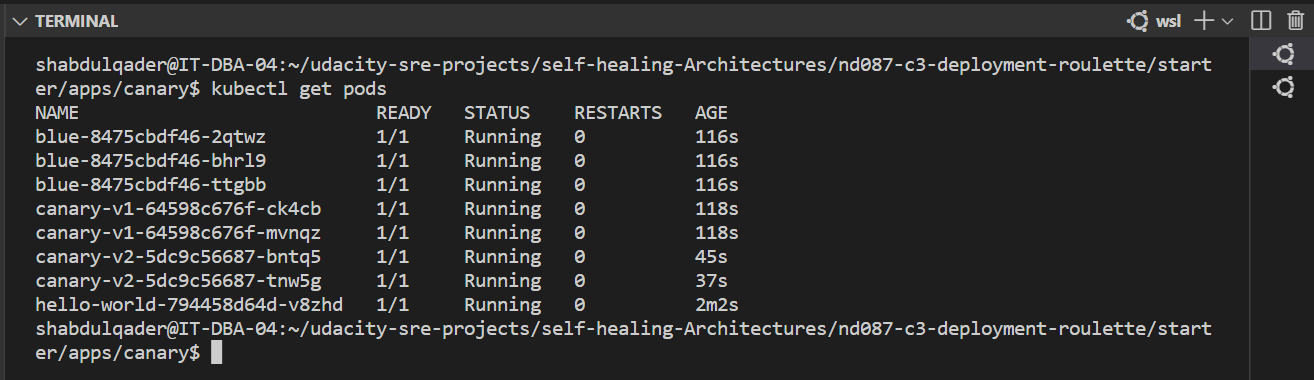 TERMINAL
wsl
shabdulqader@IT-DBA-04:~/udacity-sre-projects/self-healing-Architectures/nd087-c3-deployment-roulette/start
er/apps/canary$ kubectl get pods
NAME READY STATUS RESTARTS AGE
blue-8475cbdf46-2qtwz 1/1 Running 0 116s
blue-8475cbdf46-bhrl9 1/1 Running 0 116s
blue-8475cbdf46-ttgbb 1/1 Running 0 116s
canary-v1-64598c676f-ck4cb 1/1 Running 0 118s
canary-v1-64598c676f-mvnqz 1/1 Running 0 118s
canary-v2-5dc9c56687-bntq5 1/1 Running 0 45s
canary-v2-5dc9c56687-tnw5g 1/1 Running 0 37s
hello-world-794458d64d-v8zhd 1/1 Running 0 2m2s
shabdulqader@IT-DBA-04:~/udacity-sre-projects/self-healing-Architectures/nd087-c3-deployment-roulette/start
er/apps/canary$